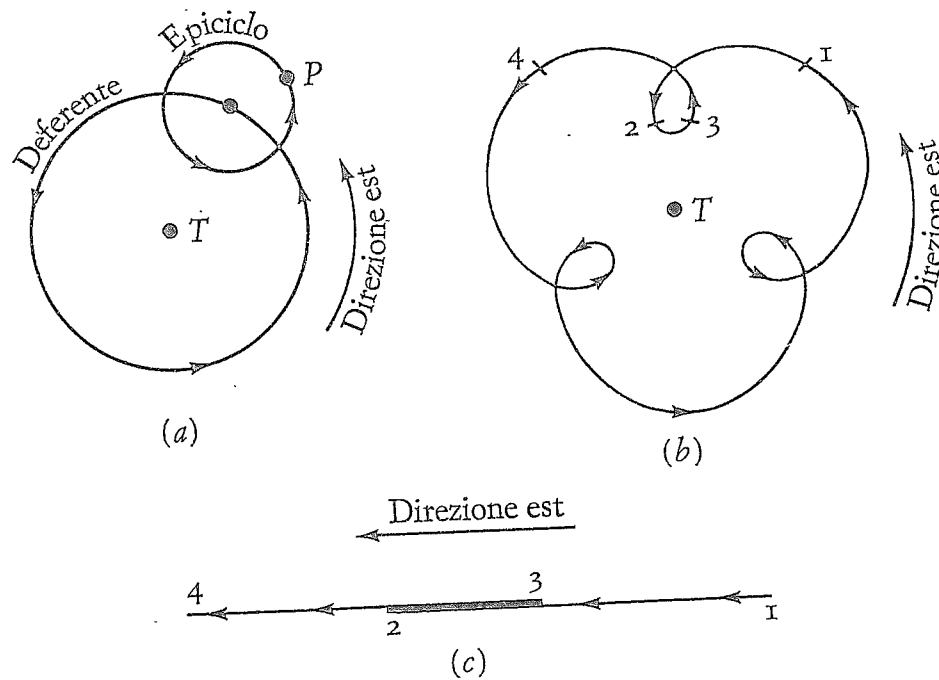 Epiciclo
P
Deferente
T
Direzione est
(a)
4
1
2
3
T
Direzione est
(b)
Direzione est
4
3
2
1
(c)